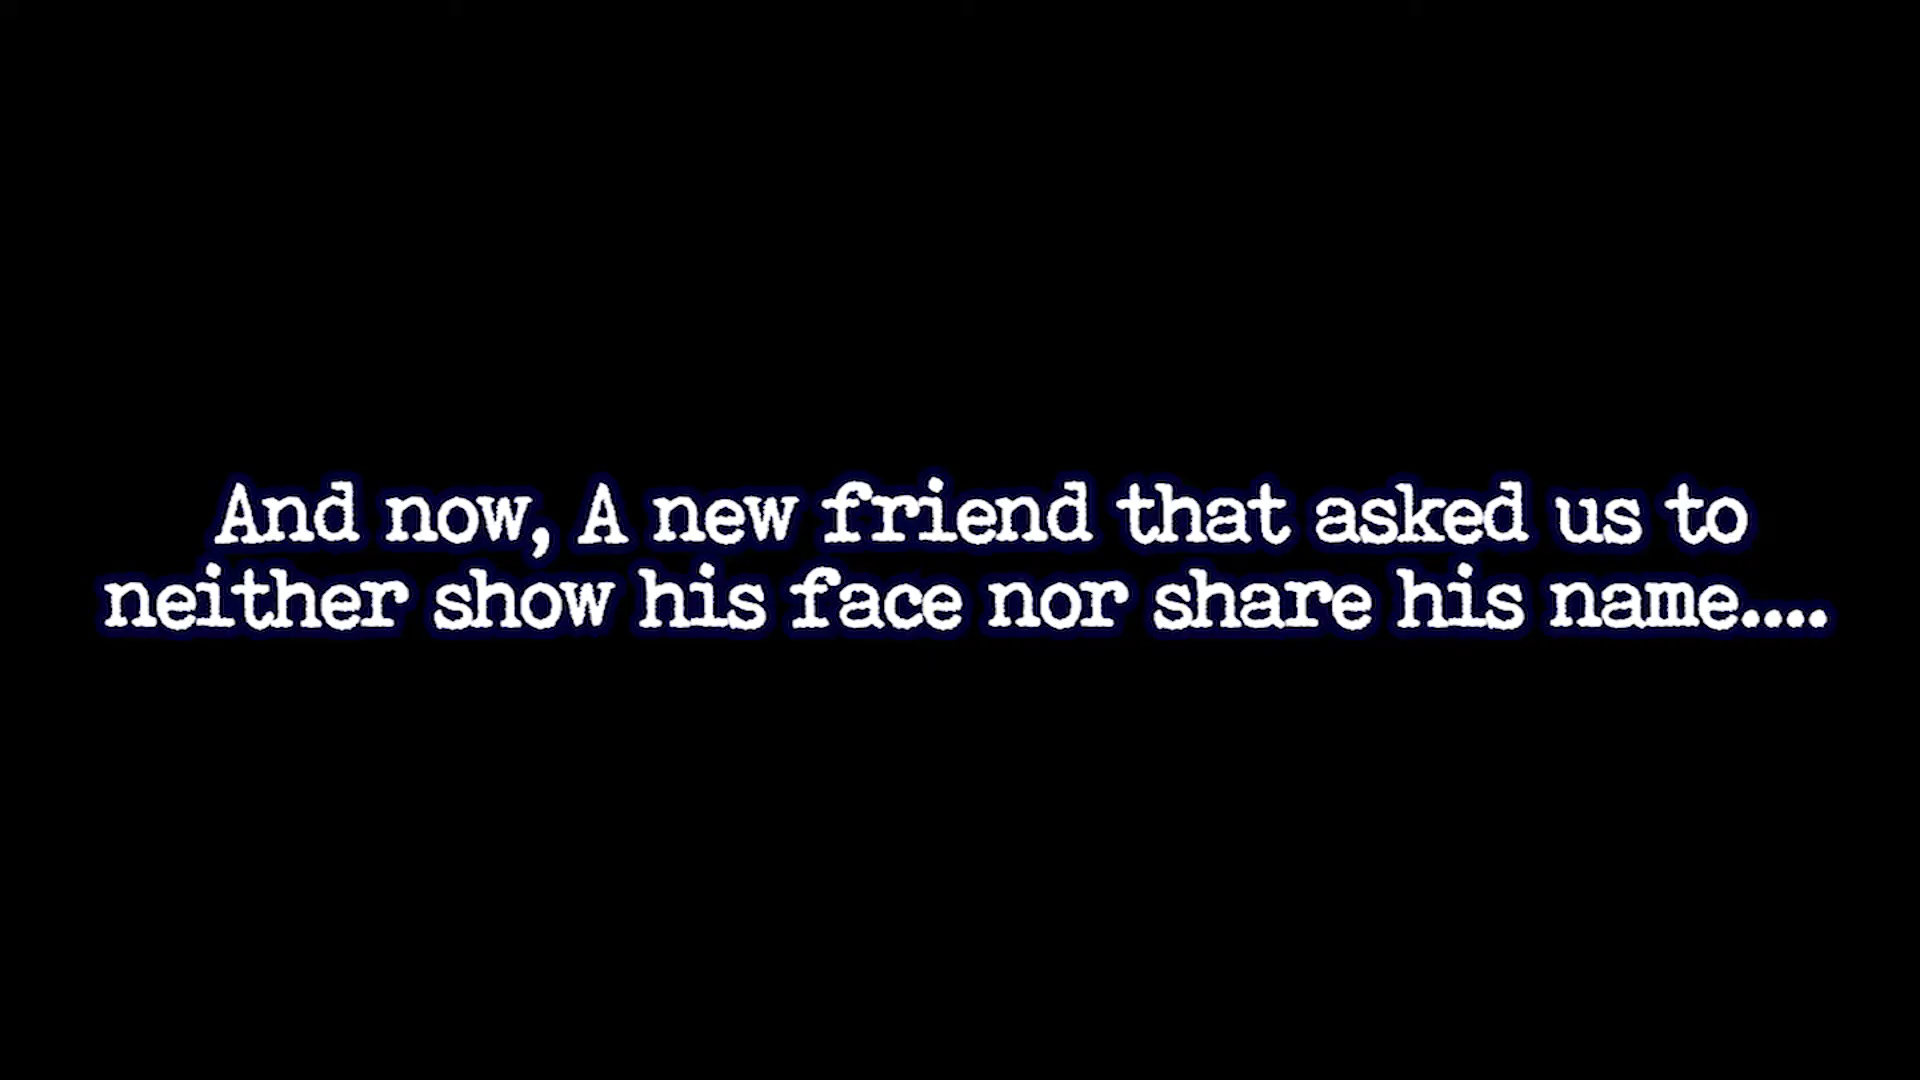 And now, A new friend that asked us to
neither show his face nor share his name....